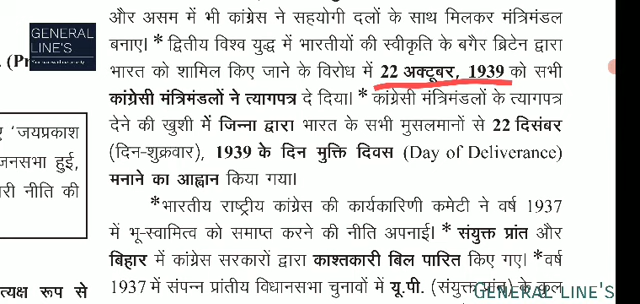 GENERAL
LINE'S
और असम में भी कांग्रेस ने सहयोगी दलों के साथ मिलकर मंत्रिमंडल
बनाए। * द्वितीय विश्व युद्ध में भारतीयों की स्वीकृति के बगैर ब्रिटेन द्वारा
भारत को शामिल किए जाने के विरोध में 22 अक्टूबर, 1939 को सभी
कांग्रेसी मंत्रिमंडलों ने त्यागपत्र दे दिया। * कांग्रेसी मंत्रिमंडलों के त्यागपत्र
देने की खुशी में जिन्ना द्वारा भारत के सभी मुसलमानों से 22 दिसंबर
(दिन-शुक्रवार), 1939 के दिन मुक्ति दिवस (Day of Deliverance)
मनाने का आह्वान किया गया।
*भारतीय राष्ट्रीय कांग्रेस की कार्यकारिणी कमेटी ने वर्ष 1937
में भू-स्वामित्व को समाप्त करने की नीति अपनाई। * संयुक्त प्रांत और
बिहार में कांग्रेस सरकारों द्वारा काश्तकारी बिल पारित किए गए। *वर्ष
1937 में संपन्न प्रांतीय विधानसभा चुनावों में यू.पी. (संयुक्त प्रांत) के कुल
'जयप्रकाश
जनसभा हुई,
री नीति की
त्यक्ष रूप से
GENERAL LINE'S